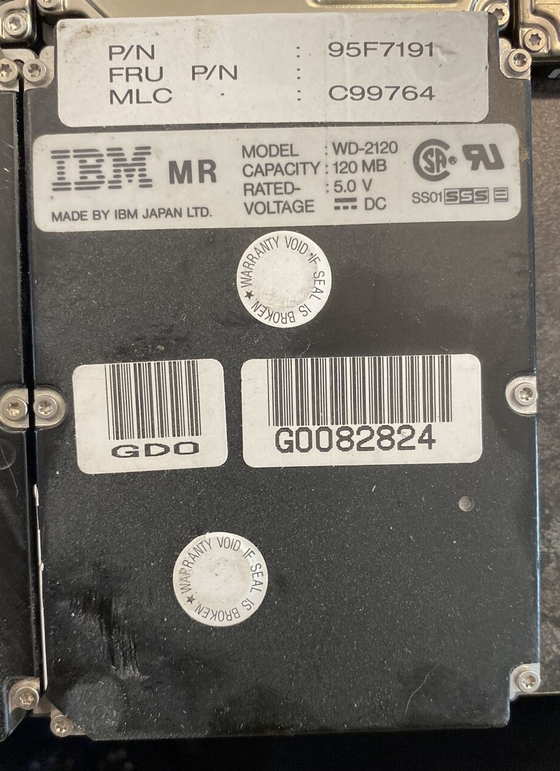 P/N : 95F7191
FRU P/N :
MLC : C99764
IBM MR
MADE BY IBM JAPAN LTD.
MODEL : WD-2120
CAPACITY : 120 MB
RATED- : 5.0 V
VOLTAGE DC
SS01 SSS
WARRANTY VOID IF SEAL IS BROKEN
GDO
G0082824
WARRANTY VOID IF SEAL IS BROKEN